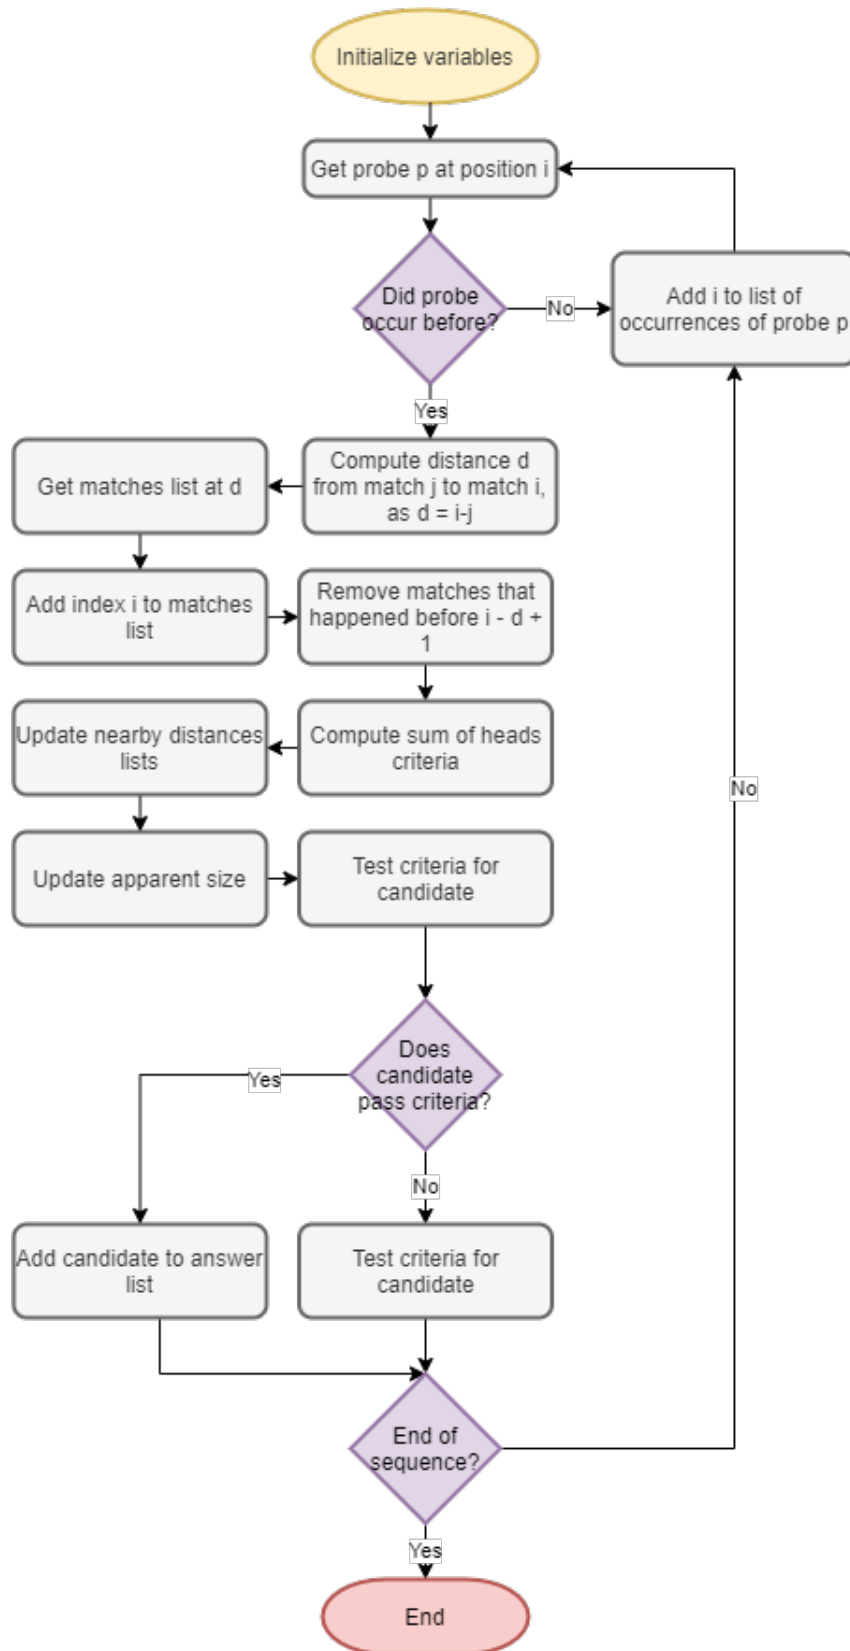 Initialize variables
Get probe p at position i
Did probe
occur before?
No
Add i to list of
occurrences of probe p
Yes
Compute distance d
from match j to match i,
as d = i-j
Get matches list at d
Add index i to matches
list
Remove matches that
happened before i - d +
1
Compute sum of heads
criteria
Update nearby distances
lists
Update apparent size
Test criteria for
candidate
Does
candidate
pass criteria?
Yes
No
Add candidate to answer
list
Test criteria for
candidate
End of
sequence?
No
Yes
End